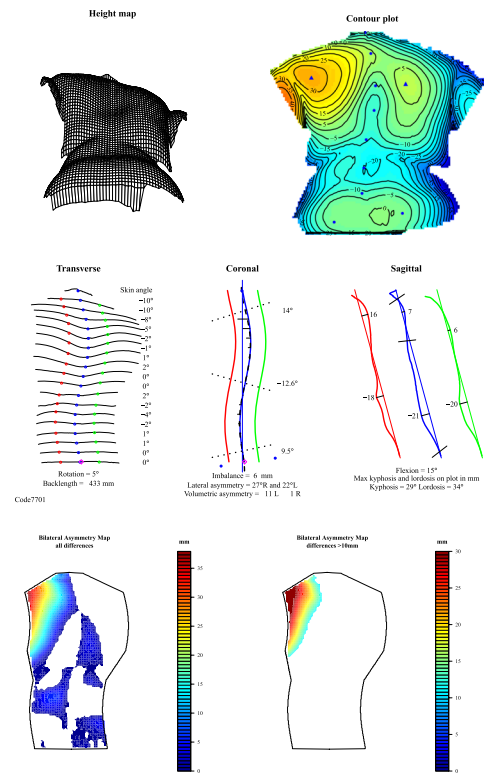 Height map
Contour plot
Transverse
Coronal
Sagittal
Skin angle
-10°
-10°
-8°
5°
2°
1°
2°
0°
2°
-2°
-4°
-2°
1°
1°
0°
0°
14°
-12.6°
9.5°
-16
-18
7
-21
-6
-20
Rotation = 5°
Backlength = 433 mm
Imbalance = 6 mm
Lateral asymmetry = 27°R and 22°L
Volumetric asymmetry = 11 L 1 R
Flexion = 15°
Max kyphosis and lordosis on plot in mm
Kyphosis = 29° Lordosis = 34°
Code7701
Bilateral Asymmetry Map
all differences
mm
35
30
25
20
15
10
5
0
Bilateral Asymmetry Map
differences >10mm
mm
30
25
20
15
10
5
0